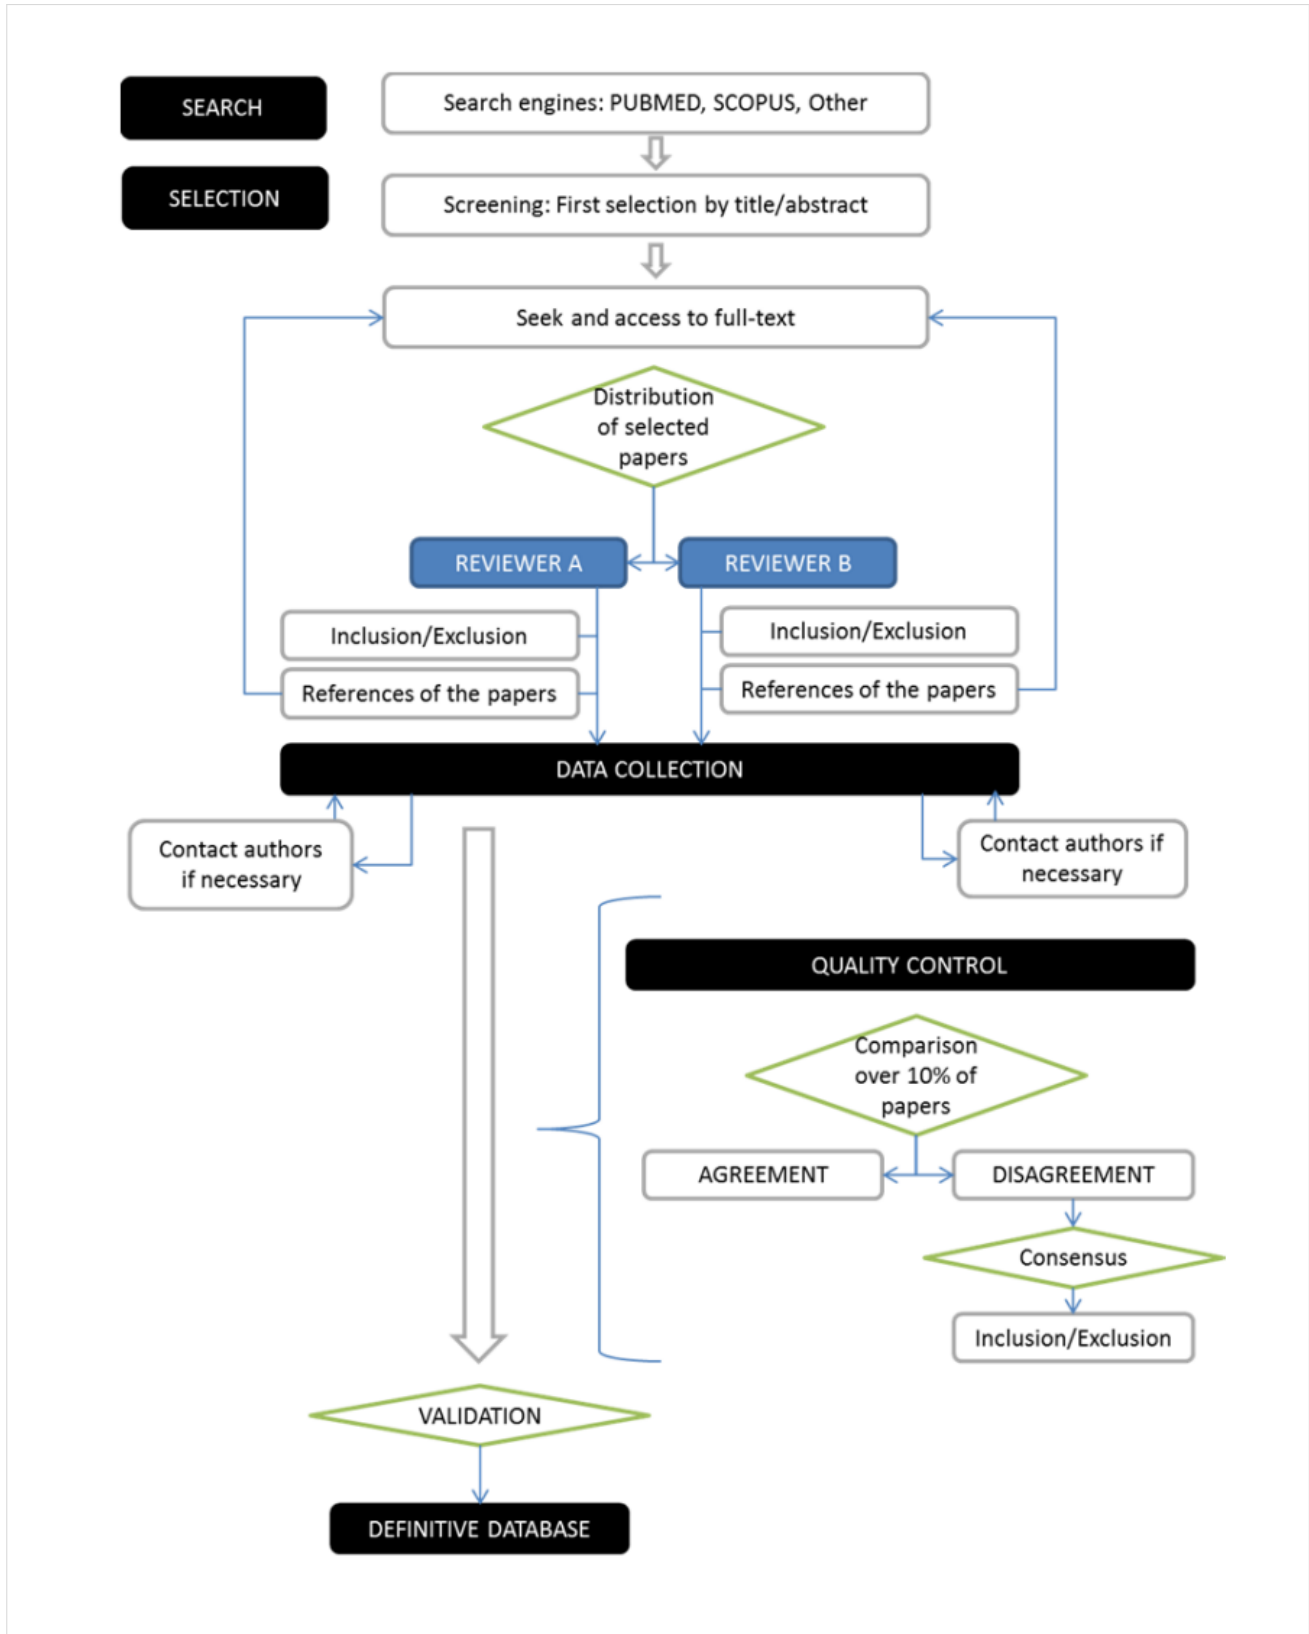 SEARCH
Search engines: PUBMED, SCOPUS, Other
SELECTION
Screening: First selection by title/abstract
Seek and access to full-text
Distribution
of selected
papers
REVIEWER A
REVIEWER B
Inclusion/Exclusion
Inclusion/Exclusion
References of the papers
References of the papers
DATA COLLECTION
Contact authors
if necessary
Contact authors if
necessary
QUALITY CONTROL
Comparison
over 10% of
papers
AGREEMENT
DISAGREEMENT
Consensus
Inclusion/Exclusion
VALIDATION
DEFINITIVE DATABASE